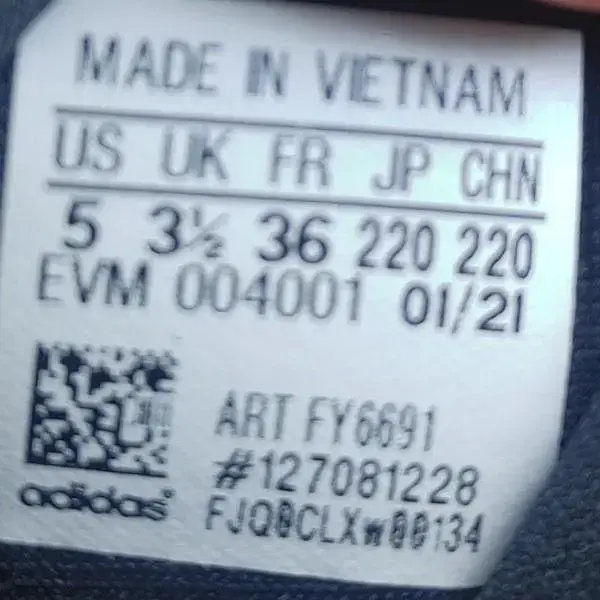 MADE IN VIETNAM
US UK FR JP CHN
5 3½ 36 220 220
EVM 004001 01/21
ART FY6691
#127081228
adidas
FJQ0CLXw00134